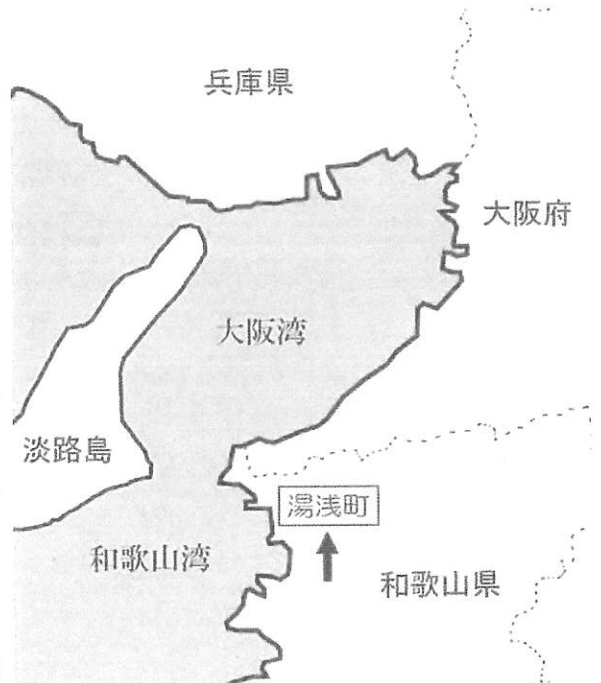 兵庫県
大阪府
大阪湾
淡路島
湯浅町
和歌山湾
和歌山県